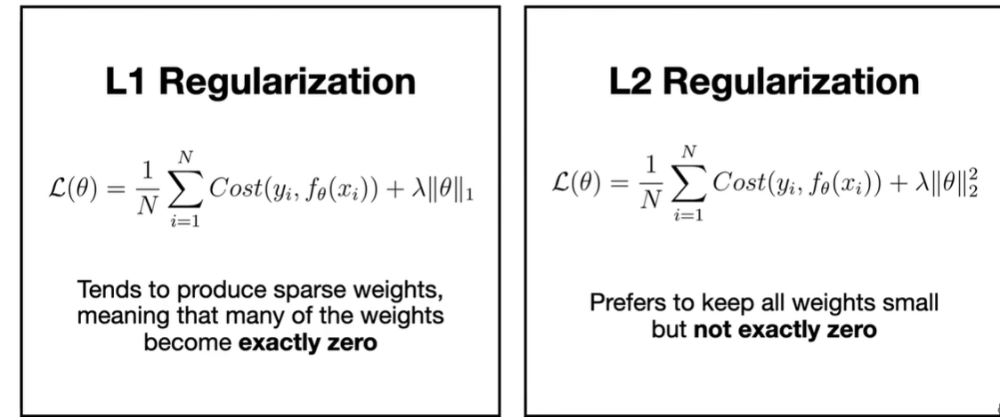 L1 Regularization
$\mathcal{L}(\theta) = \frac{1}{N} \sum_{i=1}^{N} Cost(y_i, f_\theta(x_i)) + \lambda \|\theta\|_1$
Tends to produce sparse weights,
meaning that many of the weights
become exactly zero
L2 Regularization
$\mathcal{L}(\theta) = \frac{1}{N} \sum_{i=1}^{N} Cost(y_i, f_\theta(x_i)) + \lambda \|\theta\|_2^2$
Prefers to keep all weights small
but not exactly zero